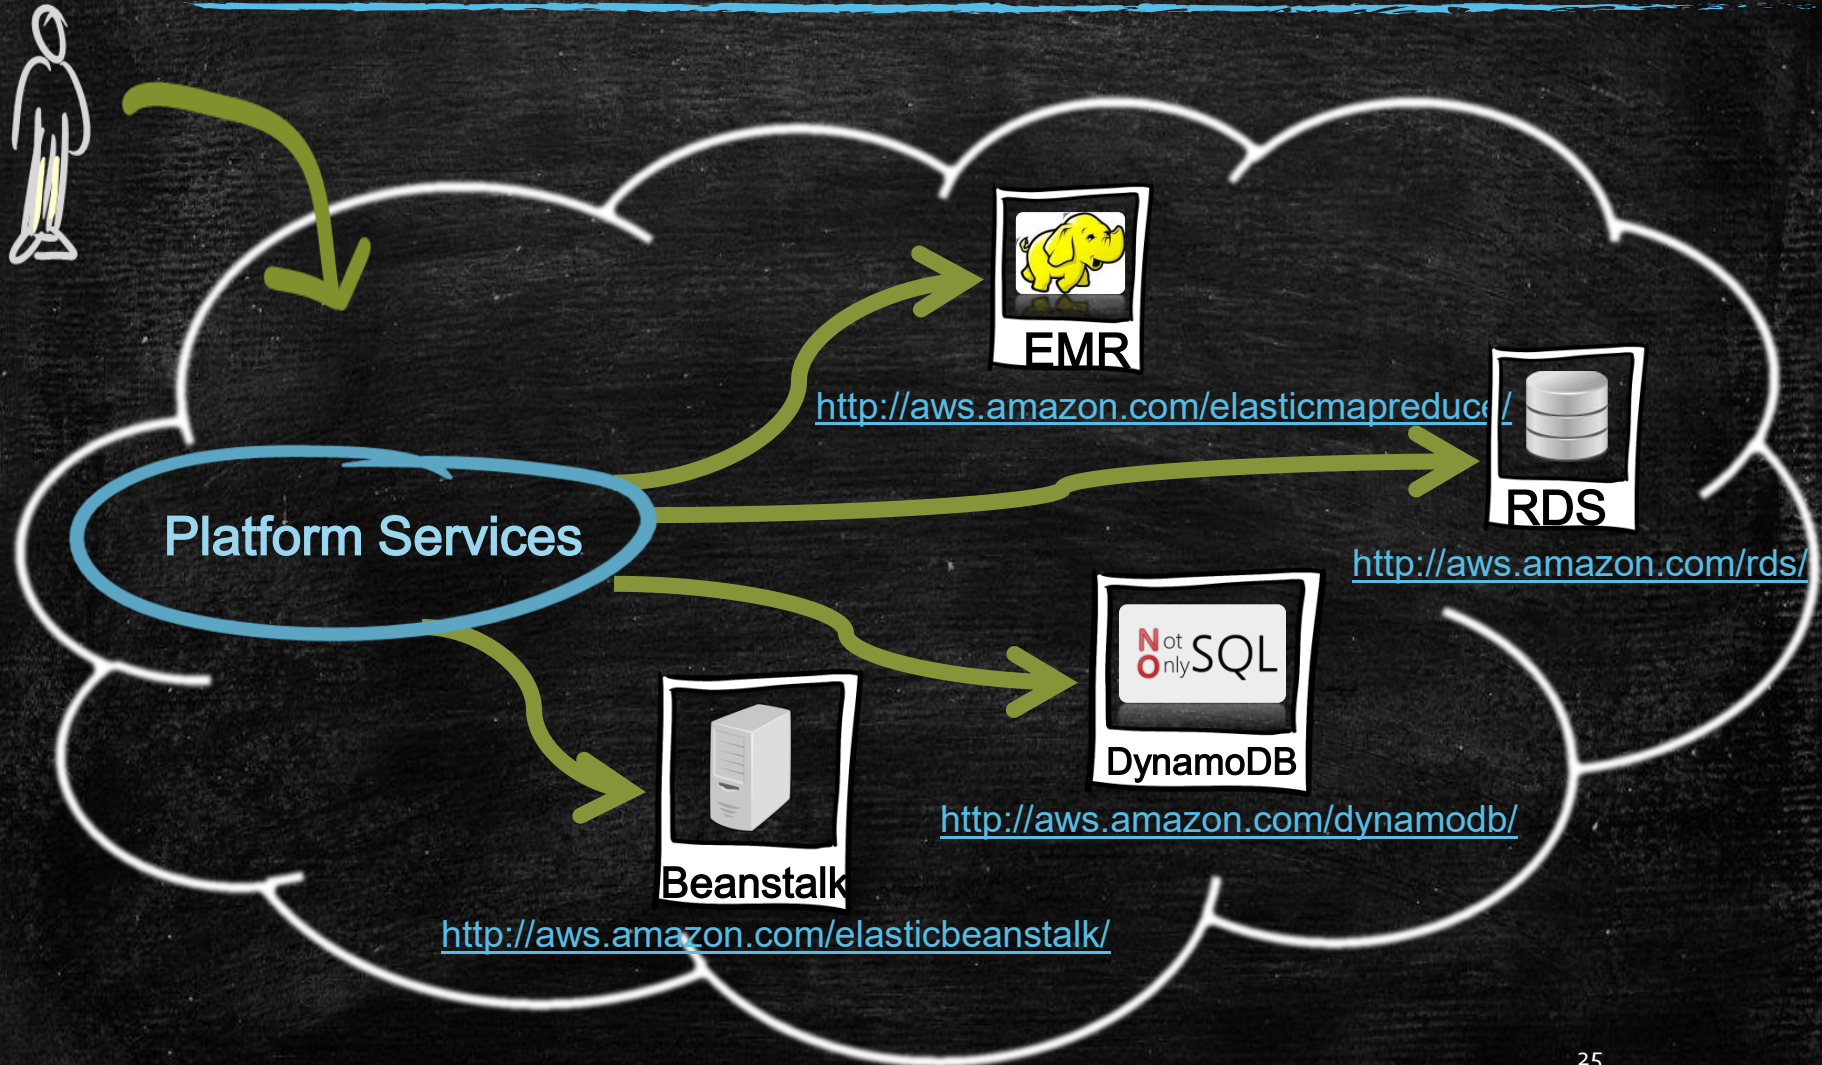 EMR
http://aws.amazon.com/elasticmapreduce/
RDS
Platform Services
http://aws.amazon.com/rds/
Not
Only SQL
DynamoDB
http://aws.amazon.com/dynamodb/
Beanstalk
http://aws.amazon.com/elasticbeanstalk/
25